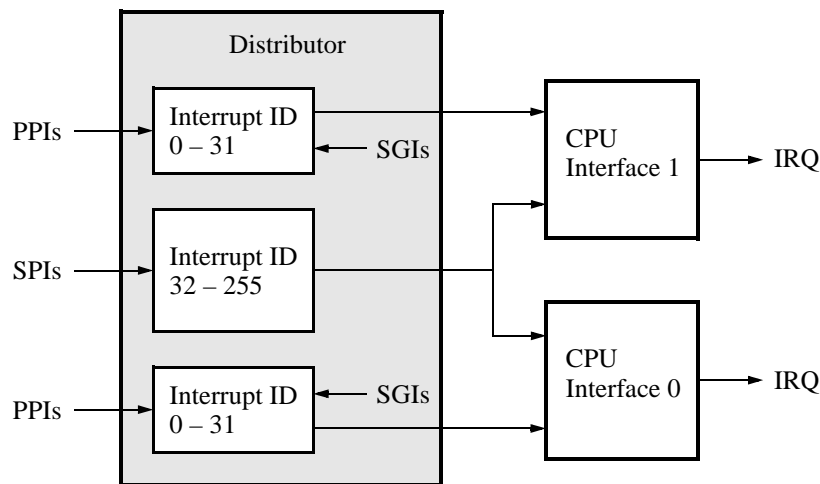 Distributor
PPIs
Interrupt ID
0 – 31
SGIs
CPU
Interface 1
IRQ
SPIs
Interrupt ID
32 – 255
PPIs
Interrupt ID
0 – 31
SGIs
CPU
Interface 0
IRQ